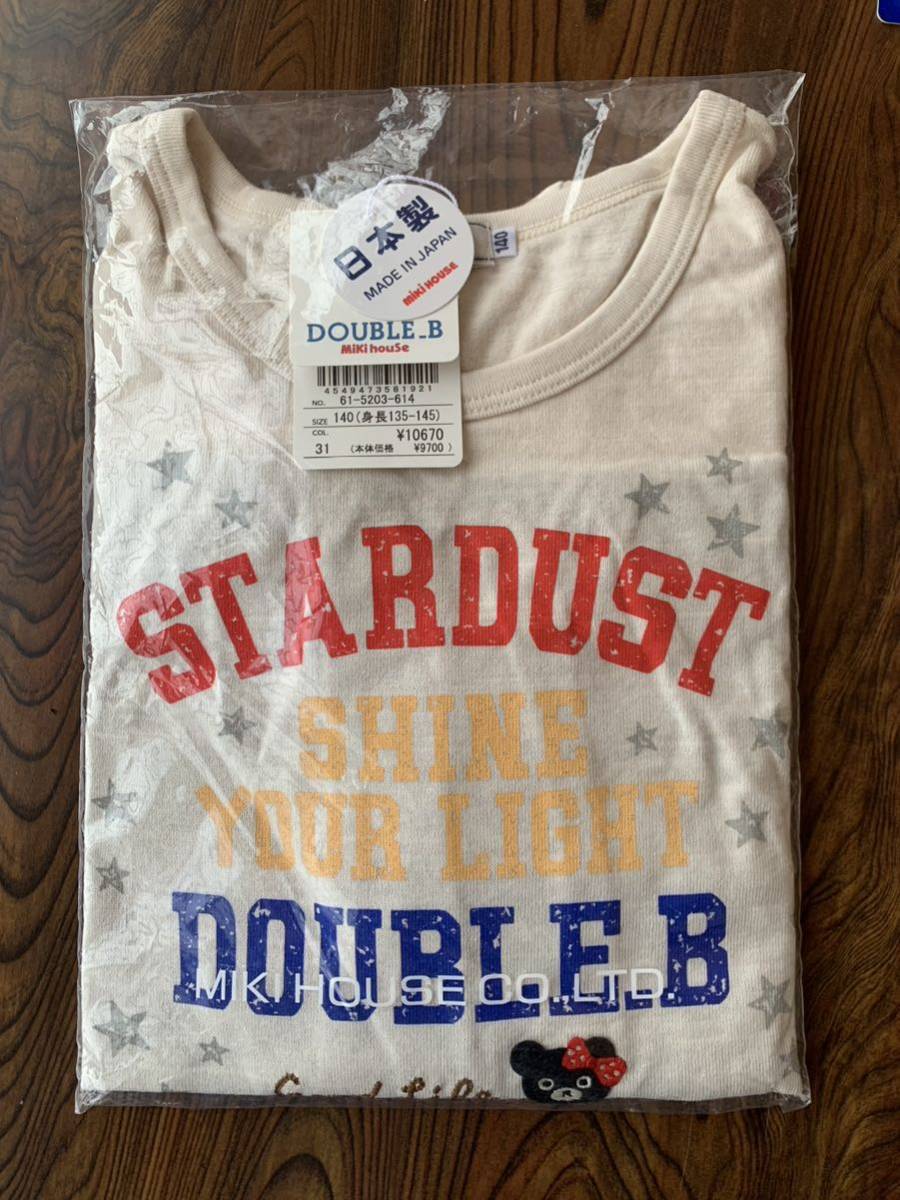 日本製
MADE IN JAPAN
MiKi HOUSE
140
DOUBLE_B
MiKi houSe
4549473581921
NO. 61-5203-614
SIZE 140(身長135-145)
COL. ¥10670
31 (本体価格 ¥9700)
STARDUST
SHINE
YOUR LIGHT
DOUBLE.B
MIKI HOUSE CO.,LTD.